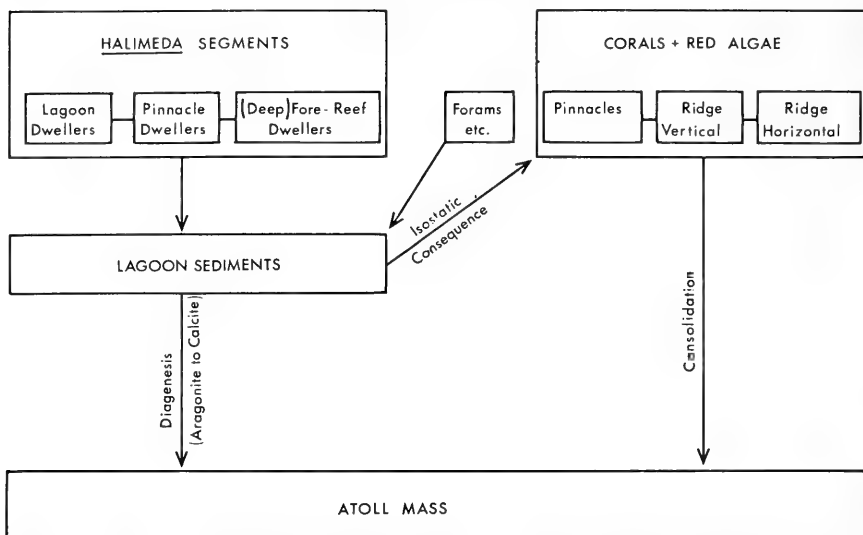 HALIMEDA SEGMENTS
Lagoon
Dwellers
Pinnacle
Dwellers
(Deep) Fore-Reef
Dwellers
Forams
etc.
CORALS + RED ALGAE
Pinnacles
Ridge
Vertical
Ridge
Horizontal
Isostatic
Consequence
LAGOON SEDIMENTS
Diagenesis
(Aragonite to Calcite)
Consolidation
ATOLL MASS